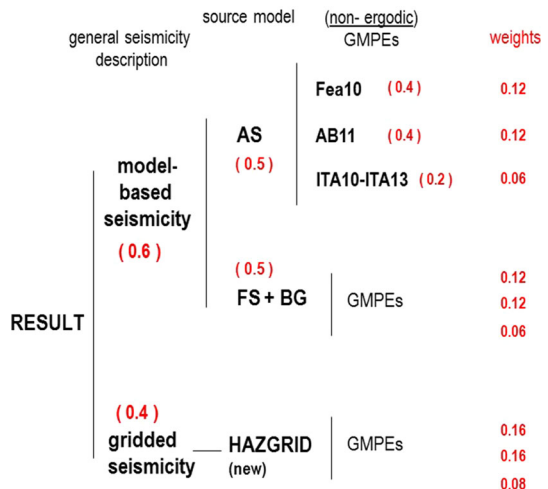 source model
(non- ergodic)
general seismicity
description
GMPEs
weights
Fea10 ( 0.4 ) 0.12
AS
AB11 ( 0.4 ) 0.12
( 0.5 )
model-
based
seismicity
ITA10-ITA13 ( 0.2 ) 0.06
( 0.6 )
( 0.5 )
FS + BG
GMPEs
0.12
0.12
0.06
RESULT
( 0.4 )
gridded
seismicity
HAZGRID
(new)
GMPEs
0.16
0.16
0.08